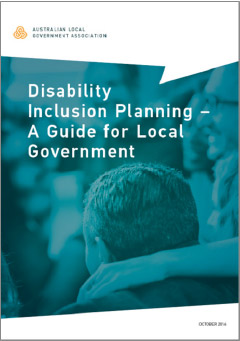 AUSTRALIAN LOCAL
GOVERNMENT ASSOCIATION
Disability
Inclusion Planning –
A Guide for Local
Government
OCTOBER 2016